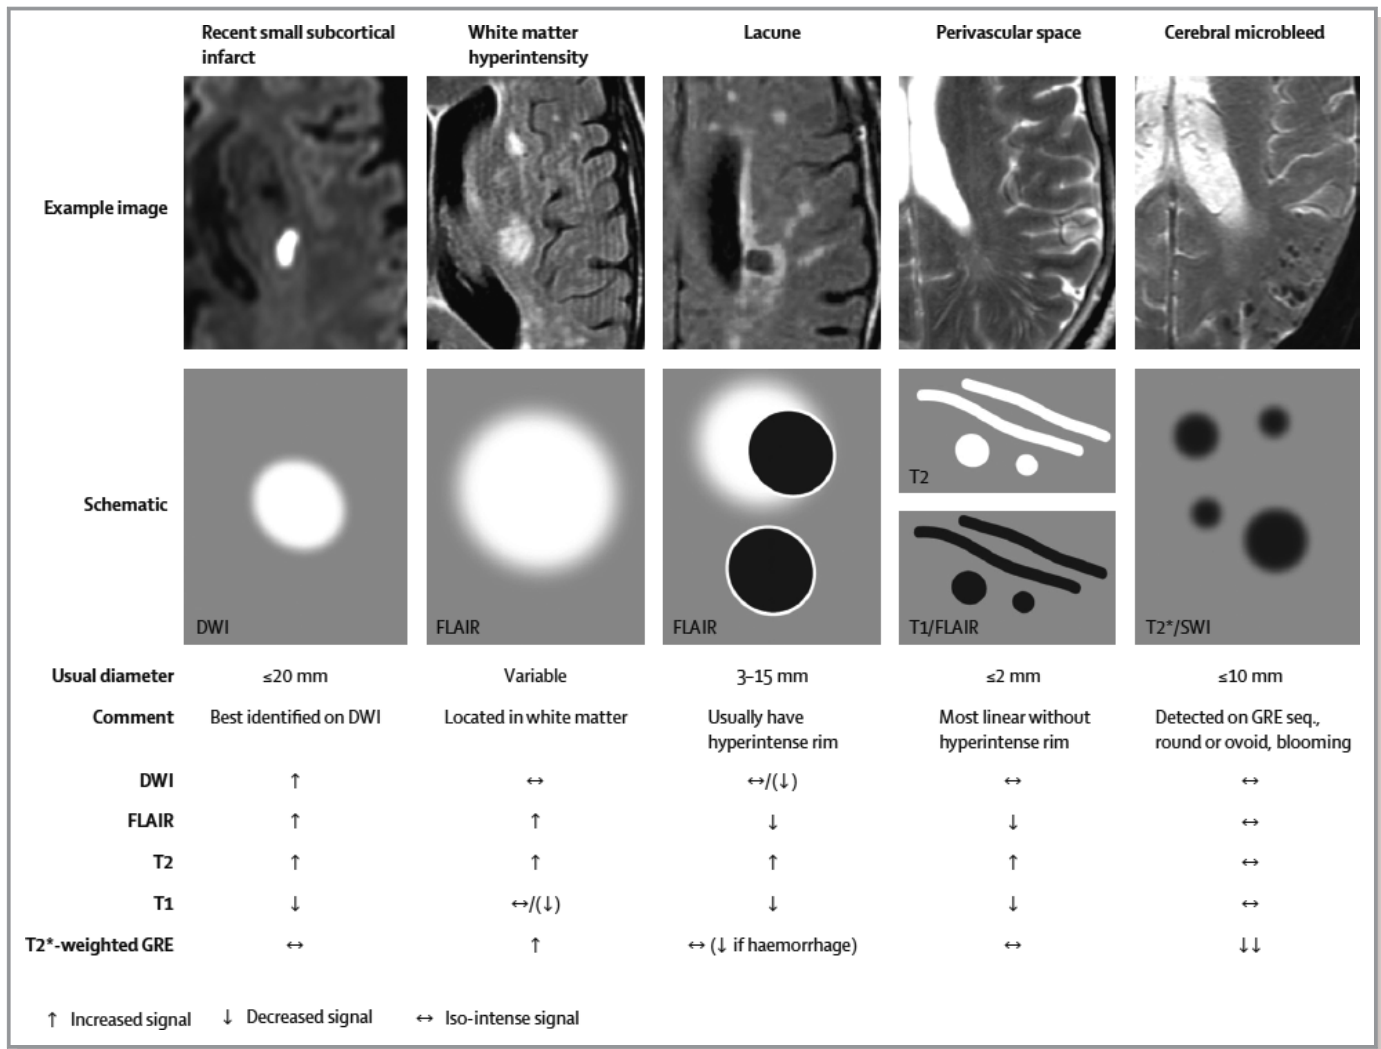 Recent small subcortical infarct White matter hyperintensity Lacune Perivascular space Cerebral microbleed
Example image
Schematic
DWI FLAIR FLAIR T2 T1/FLAIR T2*/SWI
Usual diameter ≤20 mm Variable 3–15 mm ≤2 mm ≤10 mm
Comment Best identified on DWI Located in white matter Usually have hyperintense rim Most linear without hyperintense rim Detected on GRE seq., round or ovoid, blooming
DWI ↑ ↔ ↔/(↓) ↔ ↔
FLAIR ↑ ↑ ↓ ↓ ↔
T2 ↑ ↑ ↑ ↑ ↔
T1 ↓ ↔/(↓) ↓ ↓ ↔
T2*-weighted GRE ↔ ↑ ↔ (↓ if haemorrhage) ↔ ↓↓
↑ Increased signal ↓ Decreased signal ↔ Iso-intense signal